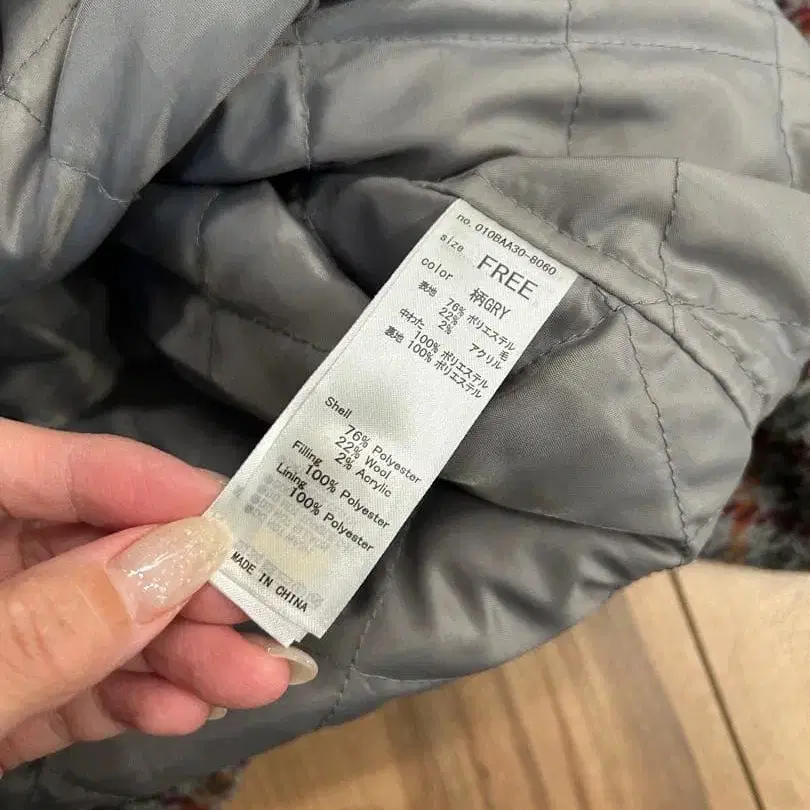 no. 010BAA30-8060
size FREE
color 柄GRY
表地 76% ポリエステル
22% 毛
2% アクリル
中わた 100% ポリエステル
裏地 100% ポリエステル
Shell
76% Polyester
22% Wool
2% Acrylic
Filling
100% Polyester
Lining
100% Polyester
MADE IN CHINA